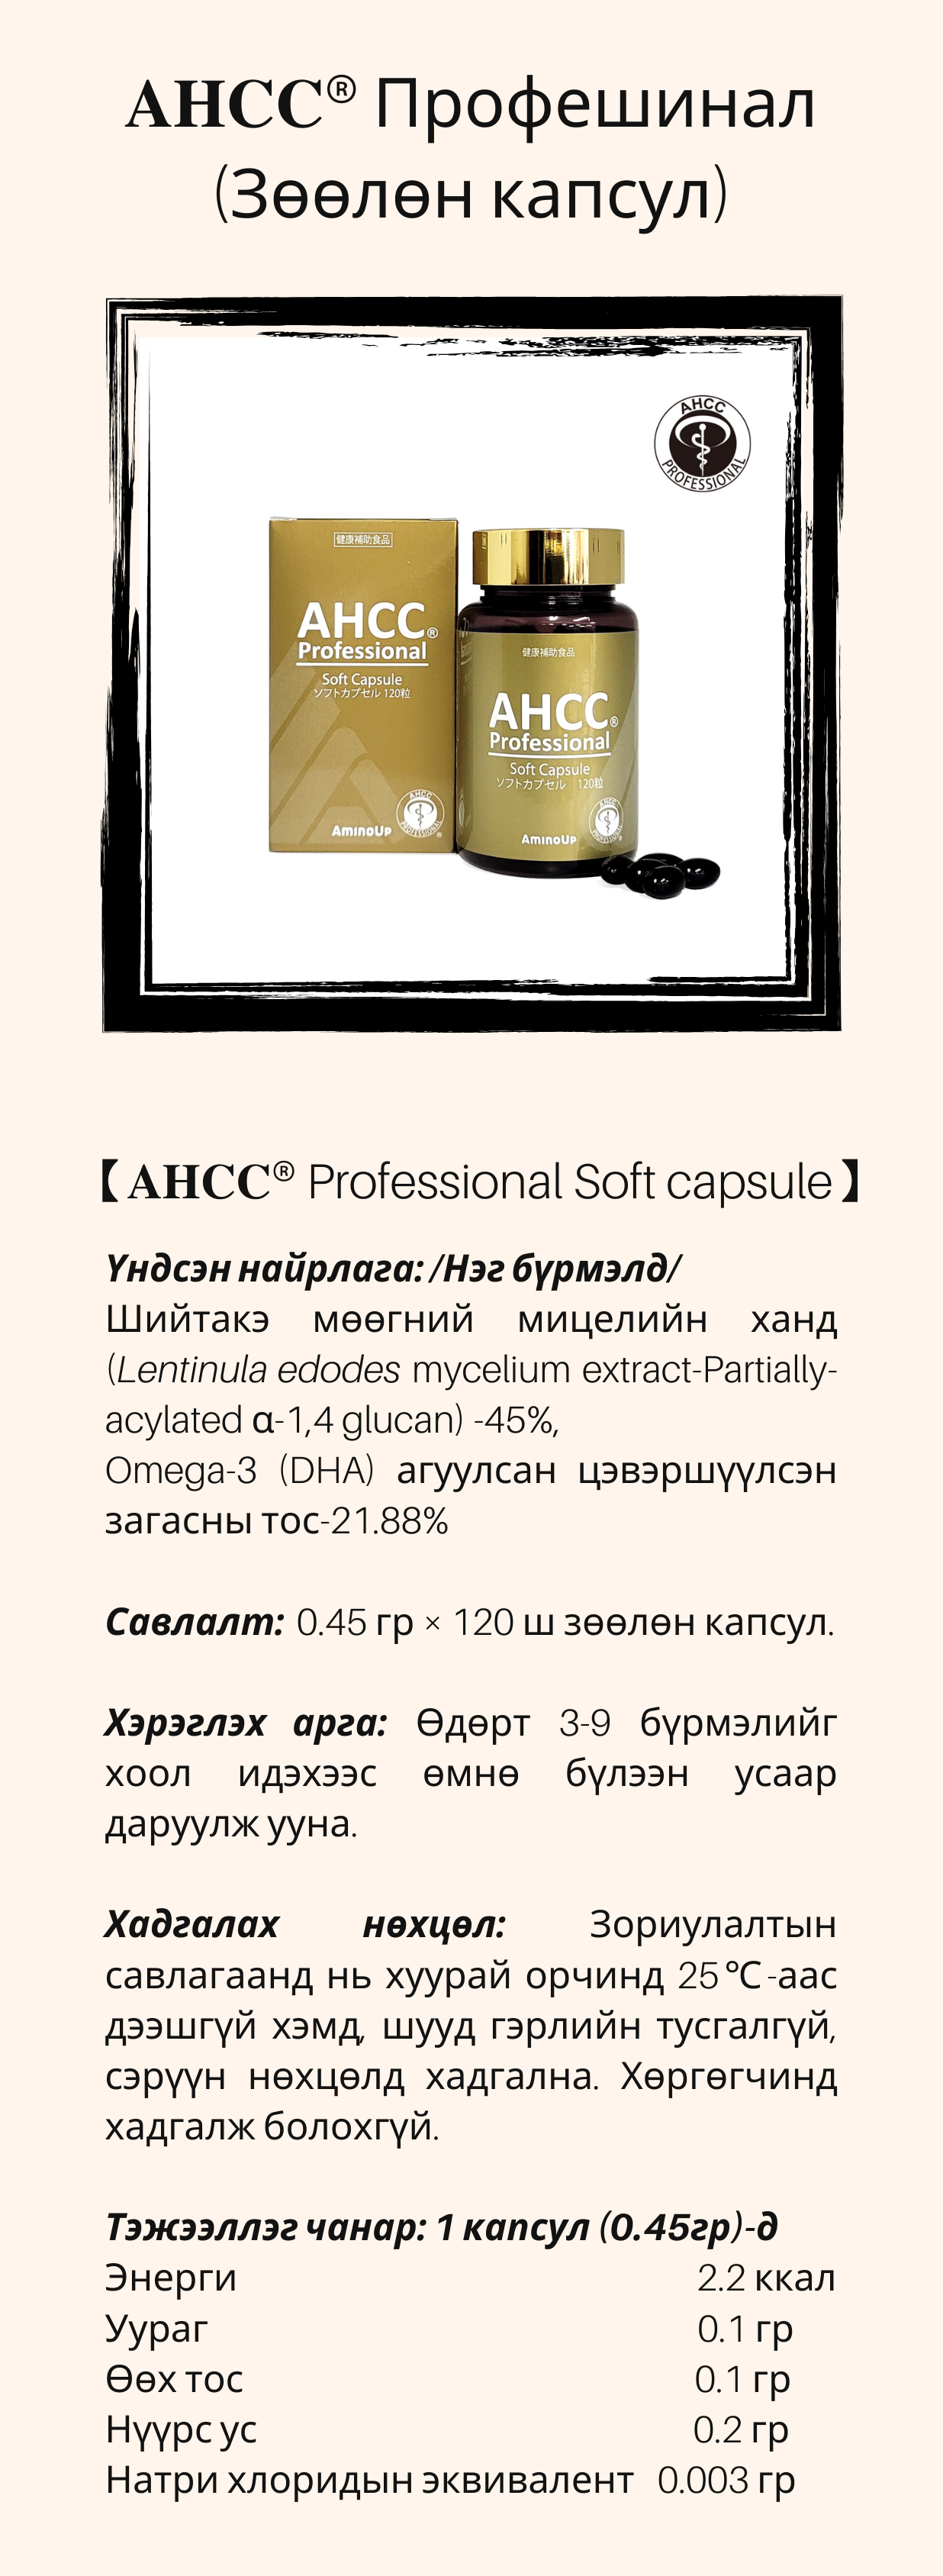 AHCC® Профешинал
(Зөөлөн капсул)
AHCC
PROFESSIONAL
健康補助食品
AHCC®
Professional
Soft Capsule
ソフトカプセル 120粒
AHCC
PROFESSIONAL
AminoUp
健康補助食品
AHCC®
Professional
Soft Capsule
ソフトカプセル 120粒
AHCC
PROFESSIONAL
AminoUp
【AHCC® Professional Soft capsule】
Үндсэн найрлага: /Нэг бүрмэлд/
Шийтакэ мөөгний мицелийн ханд
(Lentinula edodes mycelium extract-Partially-
acylated α-1,4 glucan) -45%,
Omega-3 (DHA) агуулсан цэвэршүүлсэн
загасны тос-21.88%
Савлалт: 0.45 гр × 120 ш зөөлөн капсул.
Хэрэглэх арга: Өдөрт 3-9 бүрмэлийг
хоол идэхээс өмнө бүлээн усаар
даруулж ууна.
Хадгалах нөхцөл: Зориулалтын
савлагаанд нь хуурай орчинд 25℃-аас
дээшгүй хэмд, шууд гэрлийн тусгалгүй,
сэрүүн нөхцөлд хадгална. Хөргөгчинд
хадгалж болохгүй.
Тэжээллэг чанар: 1 капсул (0.45гр)-д
Энерги 2.2 ккал
Уураг 0.1 гр
Өөх тос 0.1 гр
Нүүрс ус 0.2 гр
Натри хлоридын эквивалент 0.003 гр